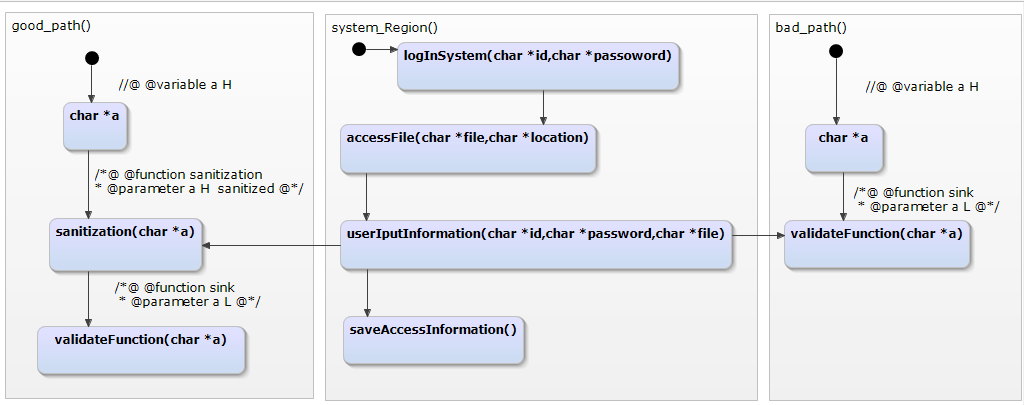 good_path()
//@ @variable a H
char *a
/*@ @function sanitization
* @parameter a H  sanitized @*/
sanitization(char *a)
/*@ @function sink
* @parameter a L @*/
validateFunction(char *a)
system_Region()
logInSystem(char *id,char *passoword)
accessFile(char *file,char *location)
userIputInformation(char *id,char *password,char *file)
saveAccessInformation()
bad_path()
//@ @variable a H
char *a
/*@ @function sink
* @parameter a L @*/
validateFunction(char *a)